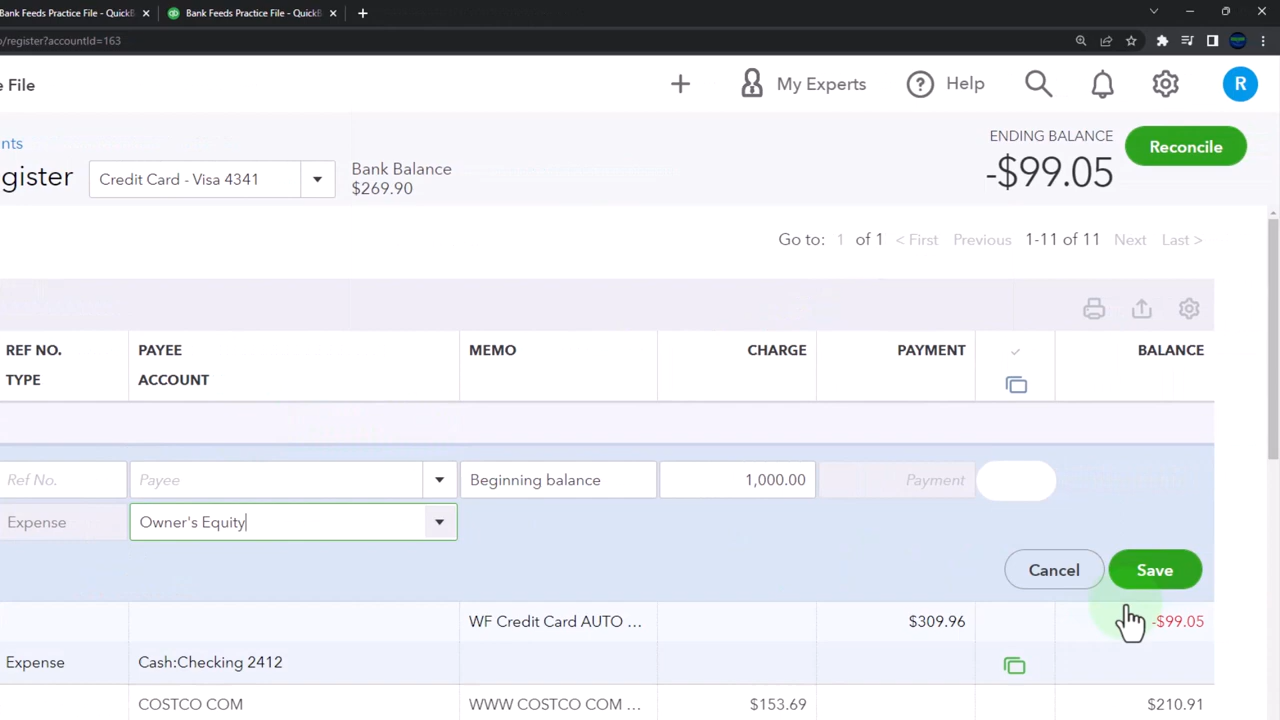 Bank Feeds Practice File - QuickB
Bank Feeds Practice File - QuickB
/register?accountId=163
e File
My Experts
Help
R
nts
gister
Credit Card - Visa 4341
Bank Balance
$269.90
ENDING BALANCE
-$99.05
Reconcile
Go to: 1 of 1 < First Previous 1-11 of 11 Next Last >
REF NO. PAYEE MEMO CHARGE PAYMENT BALANCE
TYPE ACCOUNT
Ref No. Payee Beginning balance 1,000.00 Payment
Expense Owner's Equity
Cancel Save
WF Credit Card AUTO ... $309.96 -$99.05
Expense Cash:Checking 2412
COSTCO COM WWW COSTCO COM ... $153.69 $210.91